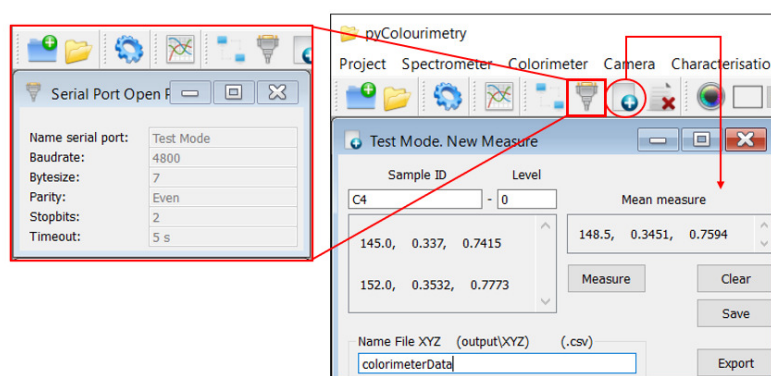 Serial Port Open P
Name serial port: Test Mode
Baudrate: 4800
Bytesize: 7
Parity: Even
Stopbits: 2
Timeout: 5 s
pyColourimetry
Project Spectrometer Colorimeter Camera Characterisatio
Test Mode. New Measure
Sample ID Level
C4 - 0
Mean measure
145.0, 0.337, 0.7415
152.0, 0.3532, 0.7773
148.5, 0.3451, 0.7594
Measure Clear
Save
Name File XYZ (output\XYZ) (.csv)
colorimeterData
Export